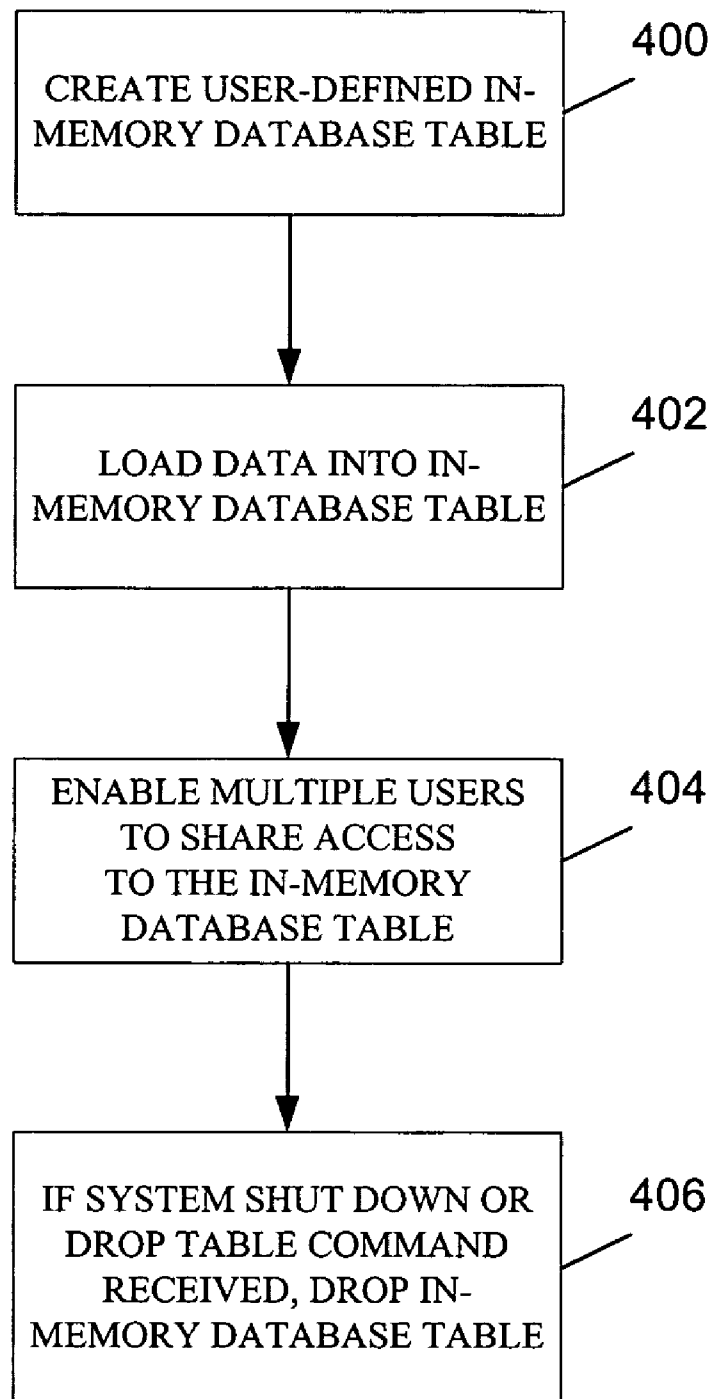 400
CREATE USER-DEFINED IN-
MEMORY DATABASE TABLE
402
LOAD DATA INTO IN-
MEMORY DATABASE TABLE
404
ENABLE MULTIPLE USERS
TO SHARE ACCESS
TO THE IN-MEMORY
DATABASE TABLE
406
IF SYSTEM SHUT DOWN OR
DROP TABLE COMMAND
RECEIVED, DROP IN-
MEMORY DATABASE TABLE